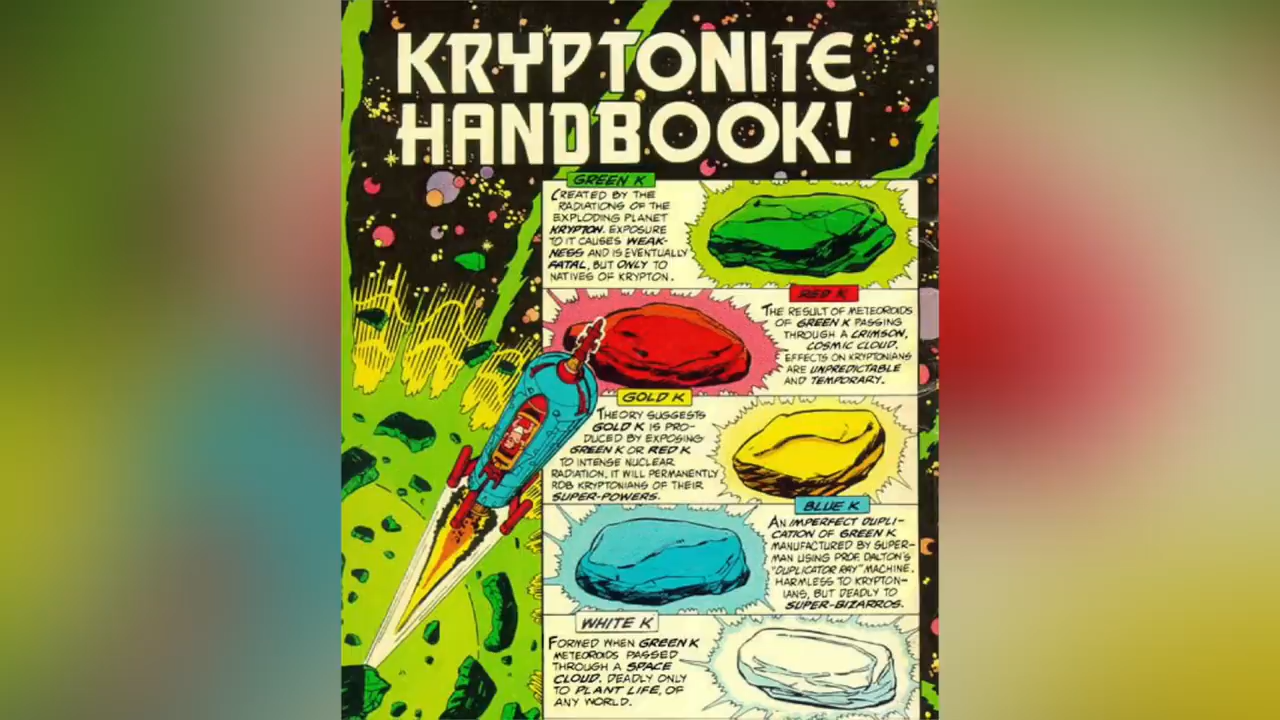 KRYPTONITE
HANDBOOK!
GREEN K
CREATED BY THE
RADIATIONS OF THE
EXPLODING PLANET
KRYPTON. EXPOSURE
TO IT CAUSES WEAK-
NESS AND IS EVENTUALLY
FATAL, BUT ONLY TO
NATIVES OF KRYPTON.
RED K
THE RESULT OF METEOROIDS
OF GREEN K PASSING
THROUGH A CRIMSON,
COSMIC CLOUD.
EFFECTS ON KRYPTONIANS
ARE UNPREDICTABLE
AND TEMPORARY.
GOLD K
THEORY SUGGESTS
GOLD K IS PRO-
DUCED BY EXPOSING
GREEN K OR RED K
TO INTENSE NUCLEAR
RADIATION. IT WILL PERMANENTLY
ROB KRYPTONIANS OF THEIR
SUPER-POWERS.
BLUE K
AN IMPERFECT DUPLI-
CATION OF GREEN K
MANUFACTURED BY SUPER-
MAN USING PROF. DALTON'S
"DUPLICATOR RAY" MACHINE.
HARMLESS TO KRYPTON-
IANS, BUT DEADLY TO
SUPER-BIZARROS.
WHITE K
FORMED WHEN GREEN K
METEOROIDS PASSED
THROUGH A SPACE
CLOUD. DEADLY ONLY
TO PLANT LIFE, OF
ANY WORLD.